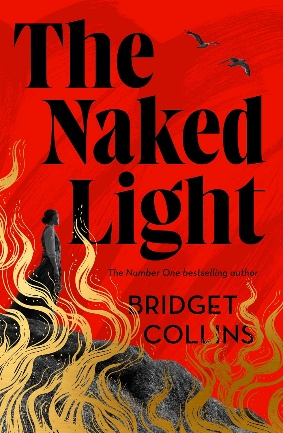 The
Naked
Light
The Number One bestselling author
BRIDGET
COLLINS